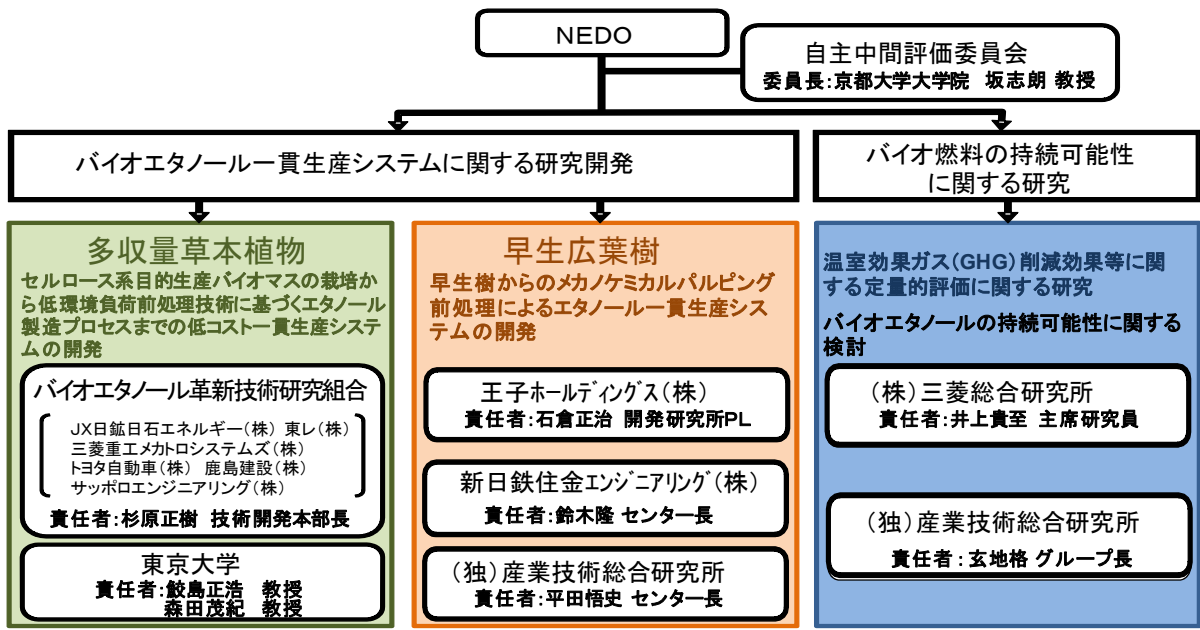 NEDO
自主中間評価委員会
委員長:京都大学大学院 坂志朗 教授
バイオエタノール一貫生産システムに関する研究開発
バイオ燃料の持続可能性
に関する研究
多収量草本植物
セルロース系目的生産バイオマスの栽培か
ら低環境負荷前処理技術に基づくエタノール
製造プロセスまでの低コスト一貫生産システ
ムの開発
バイオエタノール革新技術研究組合
JX日鉱日石エネルギー(株) 東レ(株)
三菱重工メカトロシステムズ(株)
トヨタ自動車(株) 鹿島建設(株)
サッポロエンジニアリング(株)
責任者:杉原正樹 技術開発本部長
東京大学
責任者:鮫島正浩 教授
森田茂紀 教授
早生広葉樹
早生樹からのメカノケミカルパルピング
前処理によるエタノール一貫生産シス
テムの開発
王子ホールディングス(株)
責任者:石倉正治 開発研究所PL
新日鉄住金エンジニアリング(株)
責任者:鈴木隆 センター長
(独)産業技術総合研究所
責任者:平田悟史 センター長
温室効果ガス(GHG)削減効果等に関
する定量的評価に関する研究
バイオエタノールの持続可能性に関する
検討
(株)三菱総合研究所
責任者:井上貴至 主席研究員
(独)産業技術総合研究所
責任者:玄地格 グループ長